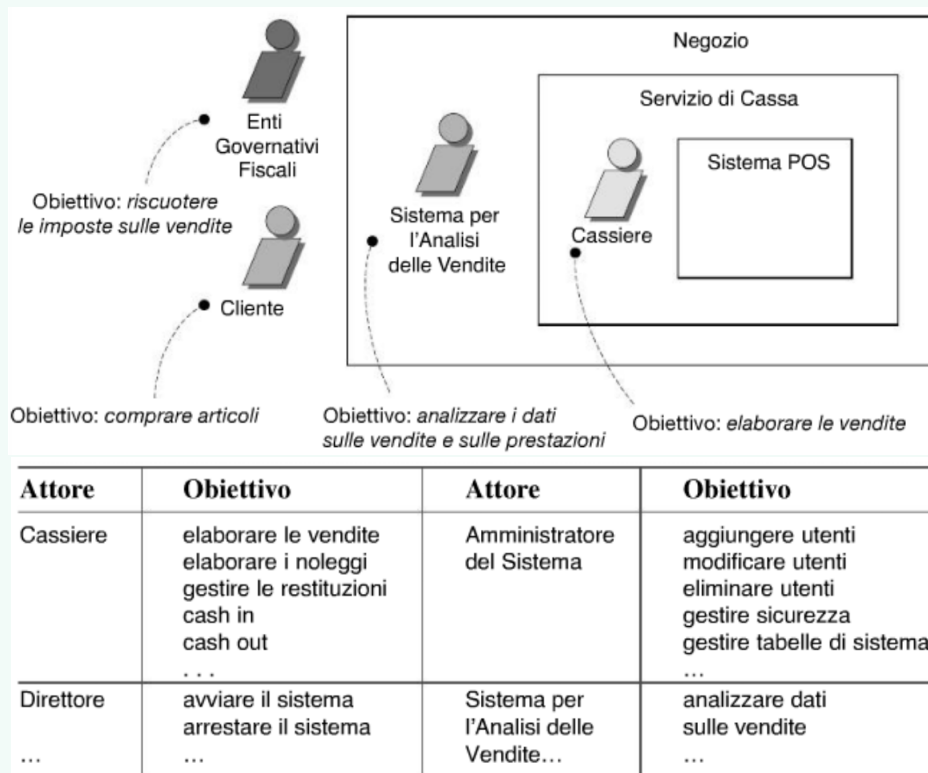 Negozio
Servizio di Cassa
Sistema POS
Enti
Governativi
Fiscali
Obiettivo: riscuotere
le imposte sulle vendite
Sistema per
l'Analisi
delle Vendite
Cassiere
Cliente
Obiettivo: comprare articoli
Obiettivo: analizzare i dati
sulle vendite e sulle prestazioni
Obiettivo: elaborare le vendite
Attore Obiettivo Attore Obiettivo
Cassiere elaborare le vendite Amministratore aggiungere utenti
elaborare i noleggi del Sistema modificare utenti
gestire le restituzioni eliminare utenti
cash in gestire sicurezza
cash out gestire tabelle di sistema
. . . ...
Direttore avviare il sistema Sistema per analizzare dati
arrestare il sistema l'Analisi delle sulle vendite
... ... Vendite... ...